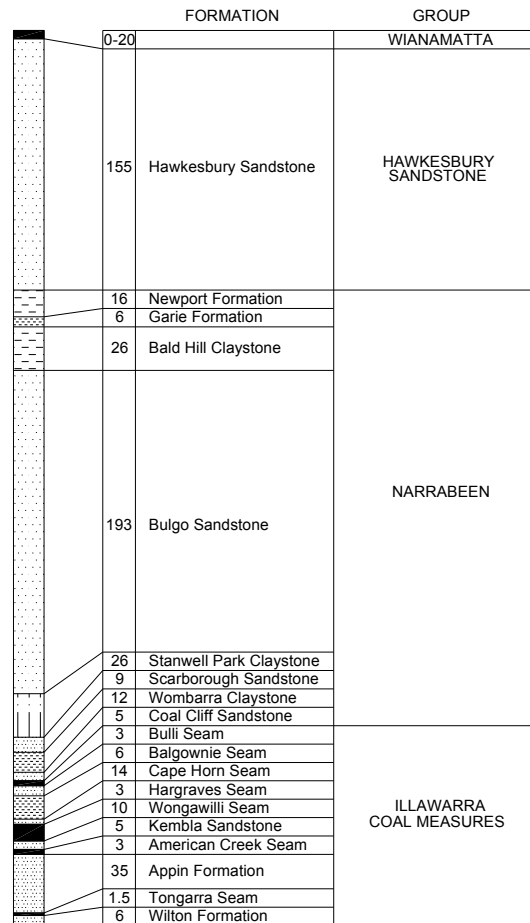 FORMATION GROUP
0-20 WIANAMATTA
155 Hawkesbury Sandstone HAWKESBURY
SANDSTONE
16 Newport Formation
6 Garie Formation
26 Bald Hill Claystone
NARRABEEN
193 Bulgo Sandstone
26 Stanwell Park Claystone
9 Scarborough Sandstone
12 Wombarra Claystone
5 Coal Cliff Sandstone
3 Bulli Seam
6 Balgownie Seam
14 Cape Horn Seam
3 Hargraves Seam
10 Wongawilli Seam ILLAWARRA
5 Kembla Sandstone COAL MEASURES
3 American Creek Seam
35 Appin Formation
1.5 Tongarra Seam
6 Wilton Formation